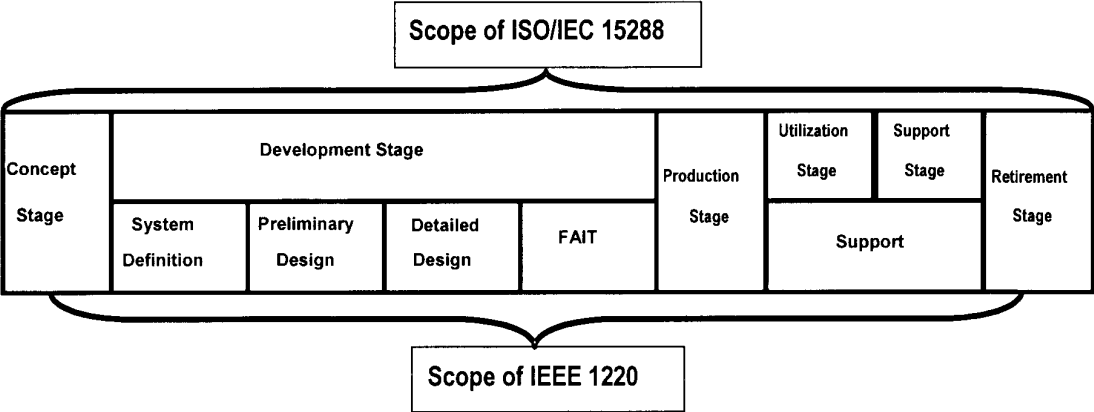 Scope of ISO/IEC 15288
Concept
Stage
Development Stage
System
Definition
Preliminary
Design
Detailed
Design
FAIT
Production
Stage
Utilization
Stage
Support
Stage
Support
Retirement
Stage
Scope of IEEE 1220